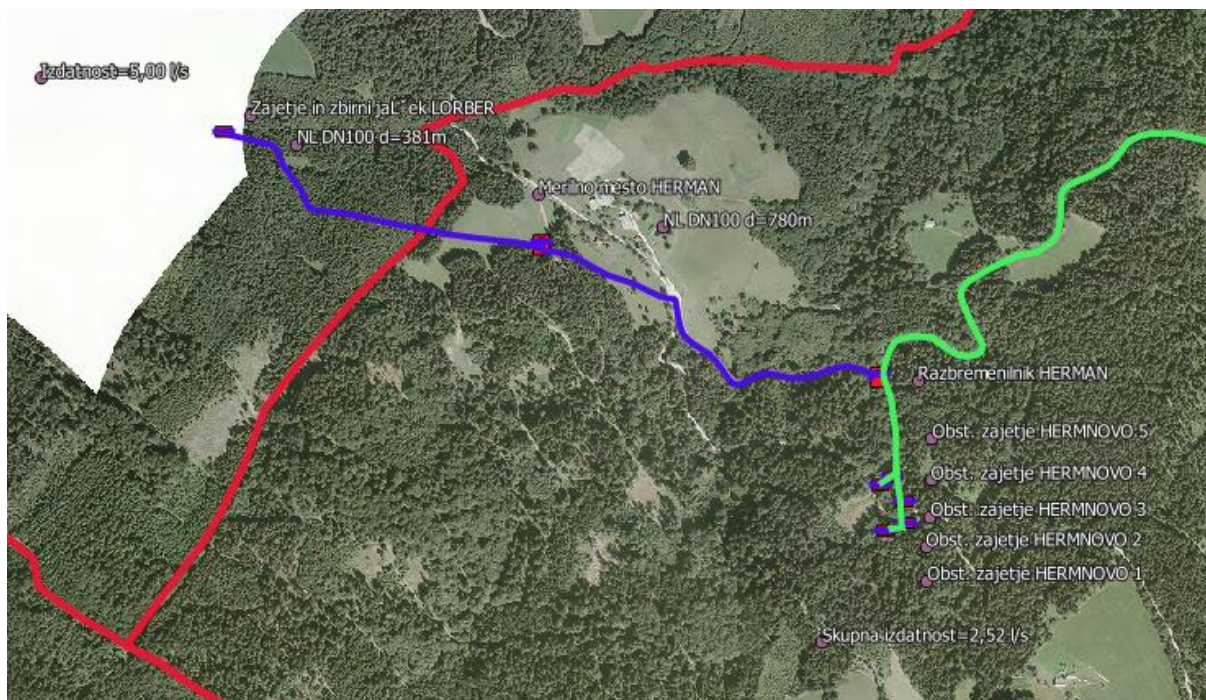 Izdatnost=5,00 l/s
Zajetje in zbirni jaĽek LORBER
NL DN100 d=381m
Merilno mesto HERMAN
NL DN100 d=780m
Razbremenilnik HERMAN
Obst. zajetje HERMNOVO 5
Obst. zajetje HERMNOVO 4
Obst. zajetje HERMNOVO 3
Obst. zajetje HERMNOVO 2
Obst. zajetje HERMNOVO 1
Skupna izdatnost=2,52 l/s